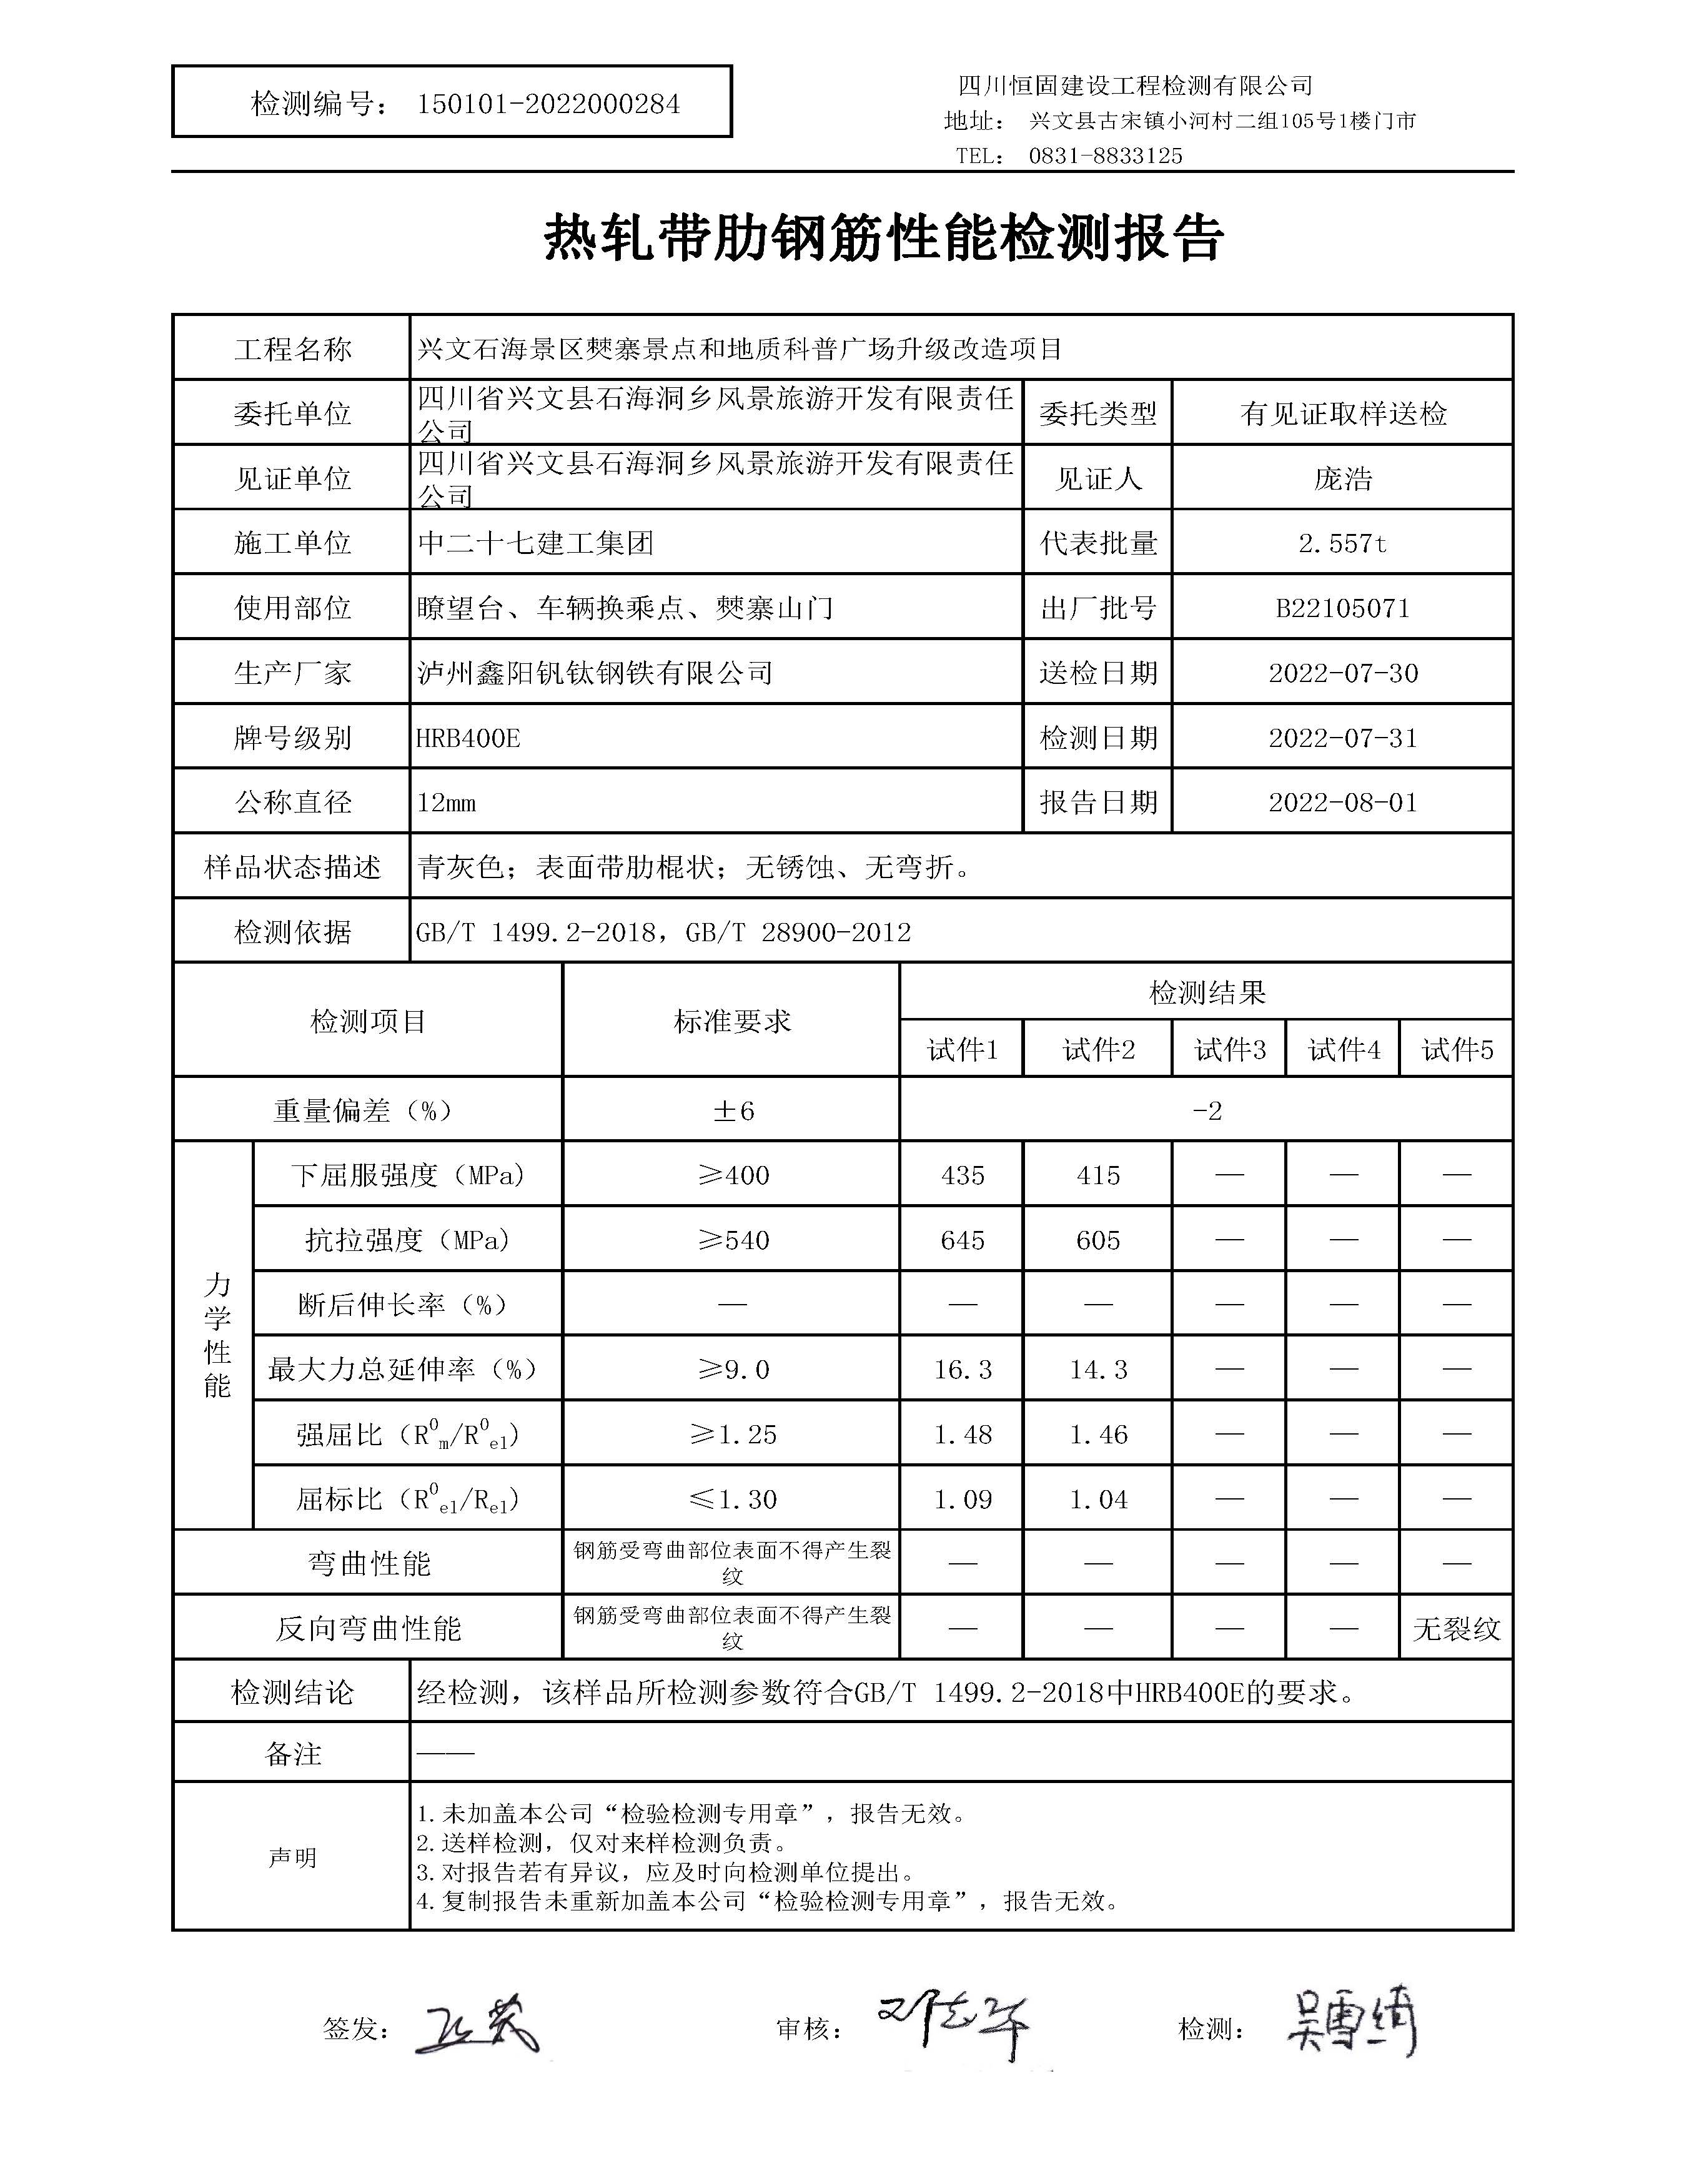 检测编号： 150101-2022000284
四川恒固建设工程检测有限公司
地址： 兴文县古宋镇小河村二组105号1楼门市
TEL： 0831-8833125
热轧带肋钢筋性能检测报告
工程名称 兴文石海景区僰寨景点和地质科普广场升级改造项目
委托单位 四川省兴文县石海洞乡风景旅游开发有限责任公司 委托类型 有见证取样送检
见证单位 四川省兴文县石海洞乡风景旅游开发有限责任公司 见证人 庞浩
施工单位 中二十七建工集团 代表批量 2.557t
使用部位 瞭望台、车辆换乘点、僰寨山门 出厂批号 B22105071
生产厂家 泸州鑫阳钒钛钢铁有限公司 送检日期 2022-07-30
牌号级别 HRB400E 检测日期 2022-07-31
公称直径 12mm 报告日期 2022-08-01
样品状态描述 青灰色；表面带肋棍状；无锈蚀、无弯折。
检测依据 GB/T 1499.2-2018，GB/T 28900-2012
检测项目 标准要求 检测结果
试件1 试件2 试件3 试件4 试件5
重量偏差（%） ±6 -2
力学性能
下屈服强度（MPa） ≥400 435 415 — — —
抗拉强度（MPa） ≥540 645 605 — — —
断后伸长率（%） — — — — — —
最大力总延伸率（%） ≥9.0 16.3 14.3 — — —
强屈比（R⁰m/R⁰el） ≥1.25 1.48 1.46 — — —
屈标比（R⁰el/Rel） ≤1.30 1.09 1.04 — — —
弯曲性能 钢筋受弯曲部位表面不得产生裂纹 — — — — —
反向弯曲性能 钢筋受弯曲部位表面不得产生裂纹 — — — — 无裂纹
检测结论 经检测，该样品所检测参数符合GB/T 1499.2-2018中HRB400E的要求。
备注 ——
声明
1.未加盖本公司“检验检测专用章”，报告无效。
2.送样检测，仅对来样检测负责。
3.对报告若有异议，应及时向检测单位提出。
4.复制报告未重新加盖本公司“检验检测专用章”，报告无效。
签发： 审核： 邓志华 检测： 吴雪绮